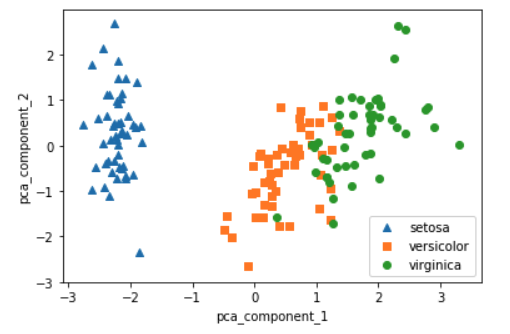 2
1
0
−1
−2
−3
pca_component_2
−3 −2 −1 0 1 2 3
pca_component_1
setosa
versicolor
virginica